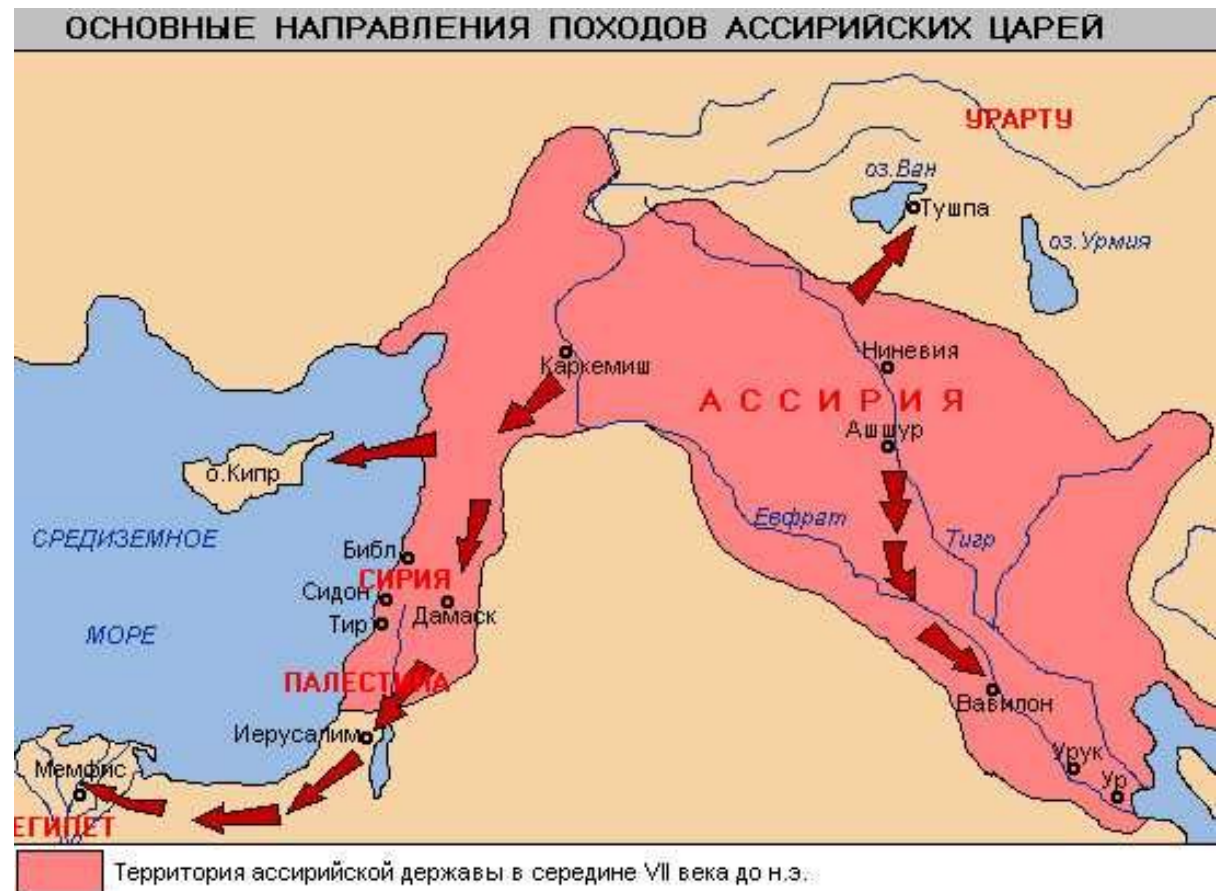 ОСНОВНЫЕ НАПРАВЛЕНИЯ ПОХОДОВ АССИРИЙСКИХ ЦАРЕЙ
УРАРТУ
оз.Ван
Тушпа
оз.Урмия
Каркемиш
Ниневия
АССИРИЯ
Ашшур
о.Кипр
Евфрат
Тигр
СРЕДИЗЕМНОЕ
МОРЕ
Библ
СИРИЯ
Сидон
Дамаск
Тир
ПАЛЕСТИНА
Вавилон
Иерусалим
Урук
Ур
Мемфис
ЕГИПЕТ
Территория ассирийской державы в середине VII века до н.э.